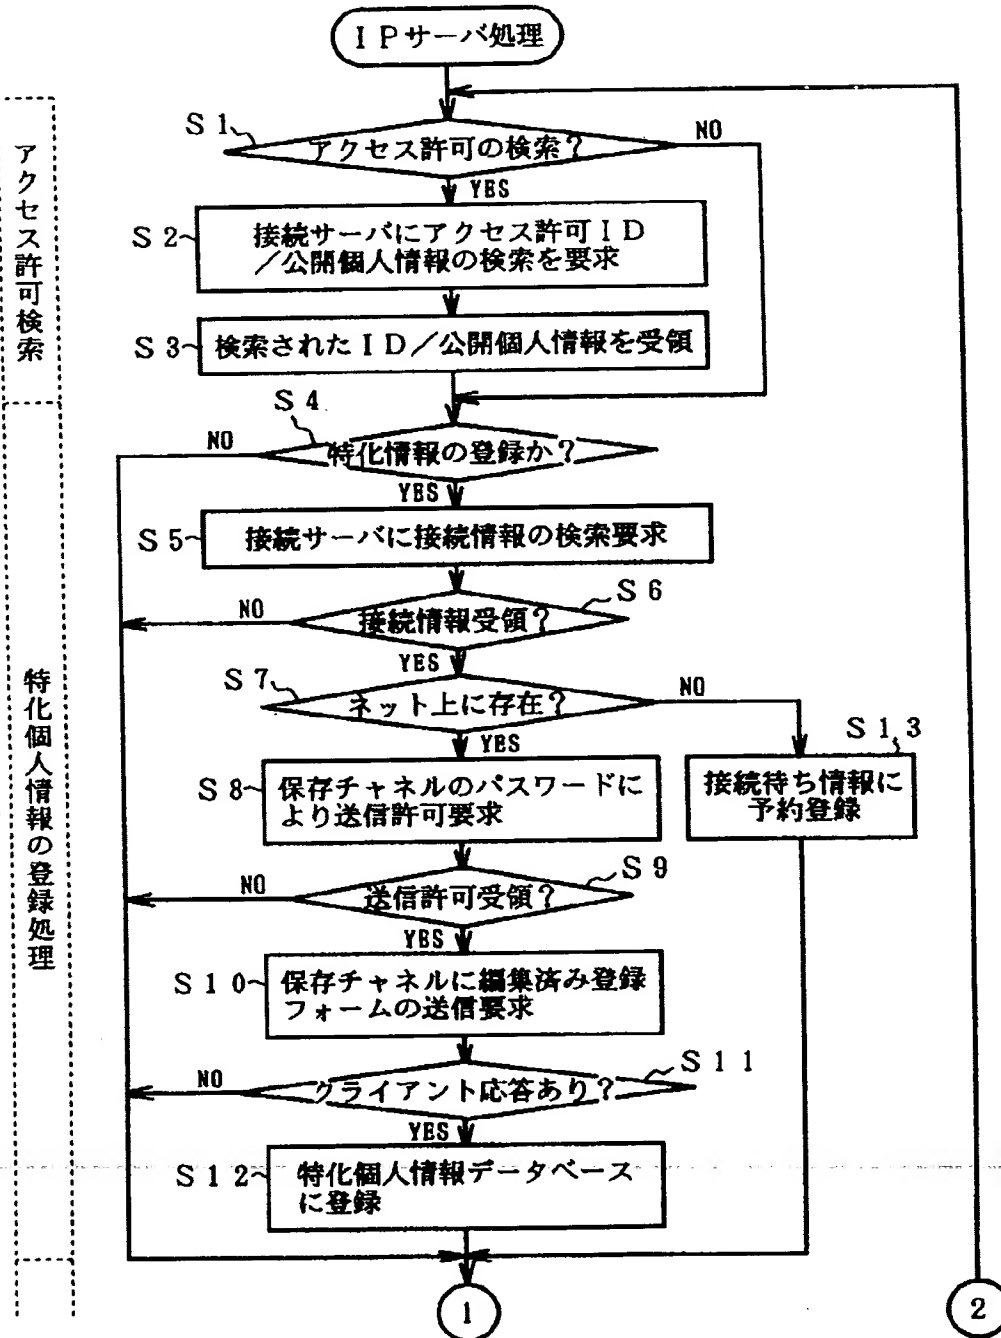 IPサーバ処理
S1
アクセス許可の検索?
NO
YES
S2
接続サーバにアクセス許可ID
/公開個人情報の検索を要求
S3
検索されたID/公開個人情報を受領
アクセス許可検索
S4
特化情報の登録か?
NO
YES
S5
接続サーバに接続情報の検索要求
S6
接続情報受領?
NO
YES
S7
ネット上に存在?
NO
YES
S13
接続待ち情報に
予約登録
S8
保存チャネルのパスワードに
より送信許可要求
S9
送信許可受領?
NO
YES
S10
保存チャネルに編集済み登録
フォームの送信要求
S11
クライアント応答あり?
NO
YES
S12
特化個人情報データベース
に登録
特化個人情報の登録処理
1
2